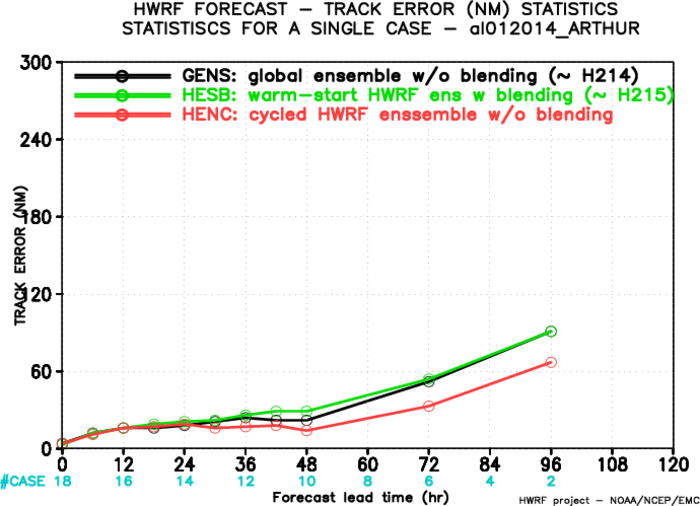 HWRF FORECAST – TRACK ERROR (NM) STATISTICS
STATISTISCS FOR A SINGLE CASE – al012014_ARTHUR
300
GENS: global ensemble w/o blending (~ H214)
HESB: warm–start HWRF ens w blending (~ H215)
HENC: cycled HWRF enssemble w/o blending
240
180
120
60
0
TRACK ERROR (NM)
0 12 24 36 48 60 72 84 96 108 120
#CASE 18 16 14 12 10 8 6 4 2
Forecast lead time (hr)
HWRF project – NOAA/NCEP/EMC